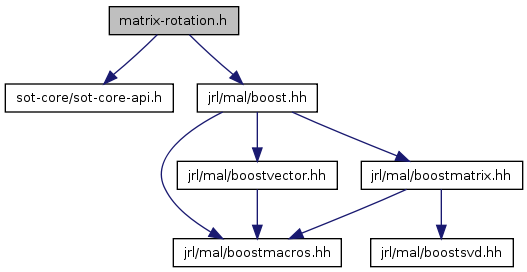 matrix-rotation.h
sot-core/sot-core-api.h
jrl/mal/boost.hh
jrl/mal/boostvector.hh
jrl/mal/boostmatrix.hh
jrl/mal/boostmacros.hh
jrl/mal/boostsvd.hh